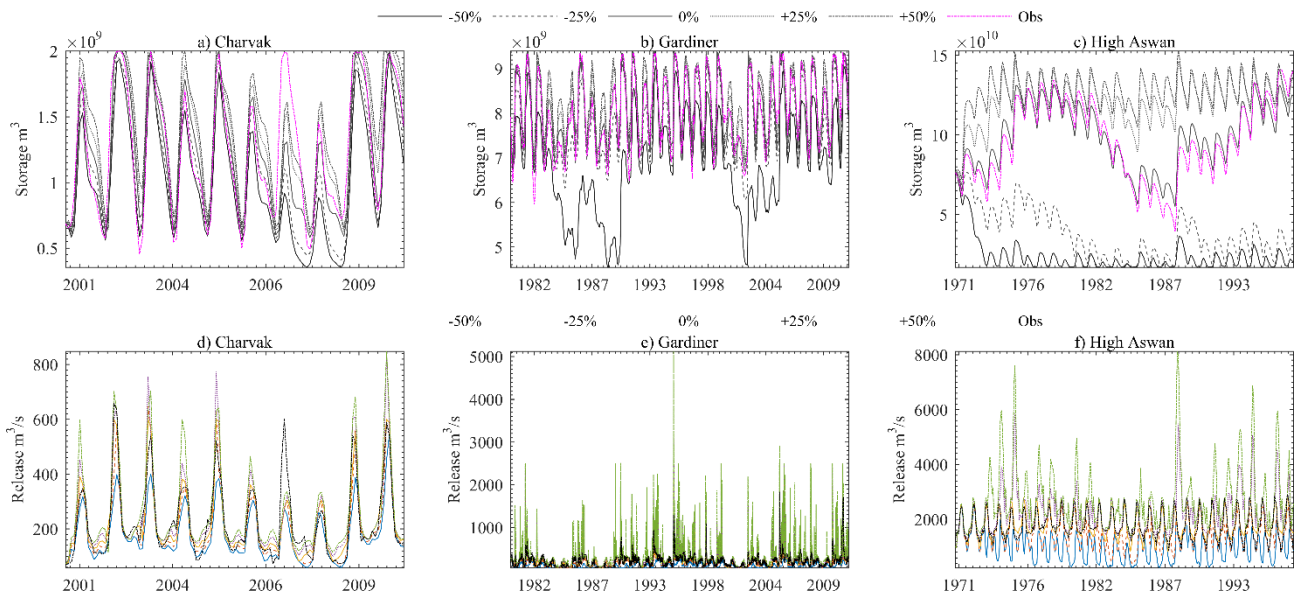 -50% -25% 0% +25% +50% Obs
×10⁹ a) Charvak
2
1.5
1
0.5
Storage m³
2001 2004 2006 2009
×10⁹ b) Gardiner
9
8
7
6
5
Storage m³
1982 1987 1993 1998 2004 2009
×10¹⁰ c) High Aswan
15
10
5
Storage m³
1971 1976 1982 1987 1993
-50% -25% 0% +25% +50% Obs
d) Charvak
800
600
400
200
Release m³/s
2001 2004 2006 2009
e) Gardiner
5000
4000
3000
2000
1000
Release m³/s
1982 1987 1993 1998 2004 2009
f) High Aswan
8000
6000
4000
2000
Release m³/s
1971 1976 1982 1987 1993